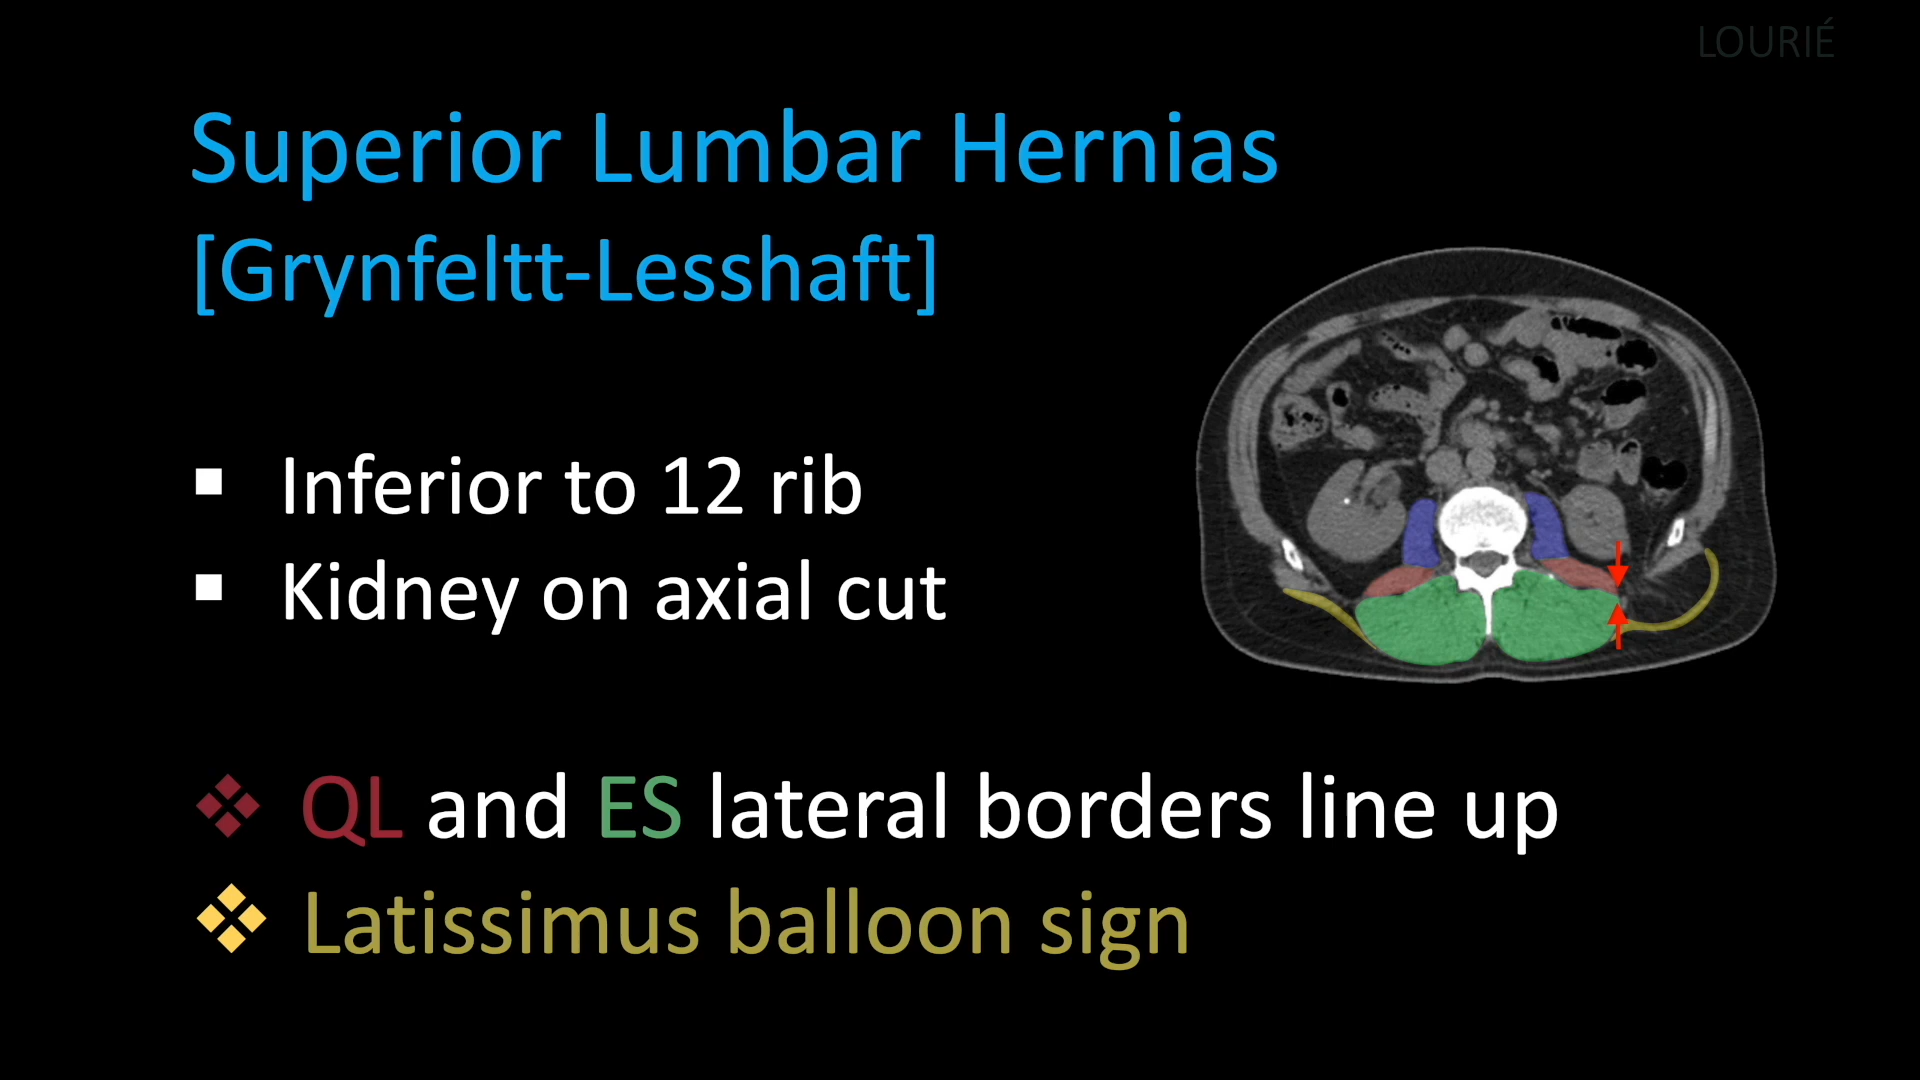 LOURIÉ
Superior Lumbar Hernias
[Grynfeltt-Lesshaft]
▪ Inferior to 12 rib
▪ Kidney on axial cut
❖ QL and ES lateral borders line up
❖ Latissimus balloon sign